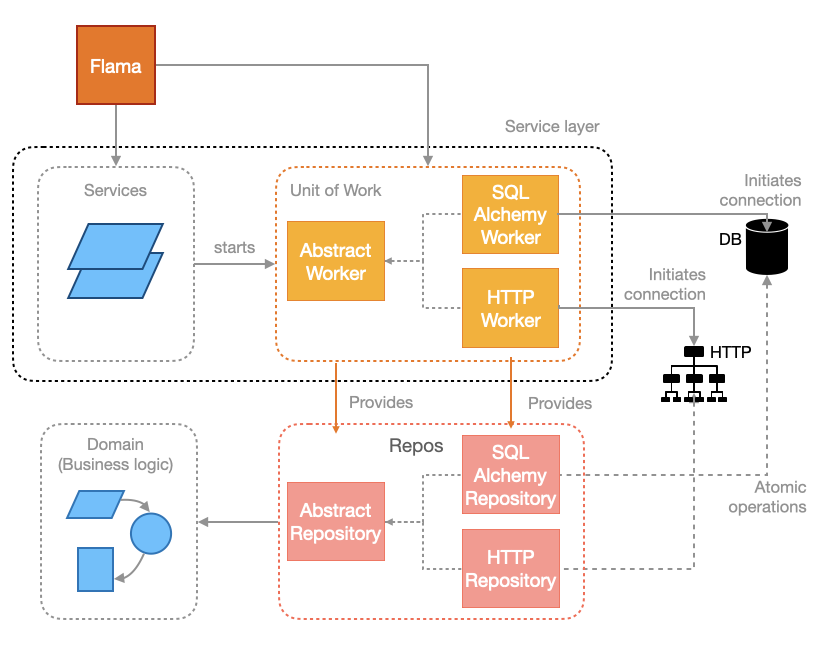 Flama
Service layer
Services
Unit of Work
SQL
Alchemy
Worker
Initiates
connection
DB
starts
Abstract
Worker
HTTP
Worker
Initiates
connection
HTTP
Provides
Provides
Domain
(Business logic)
Repos
SQL
Alchemy
Repository
Atomic
operations
Abstract
Repository
HTTP
Repository